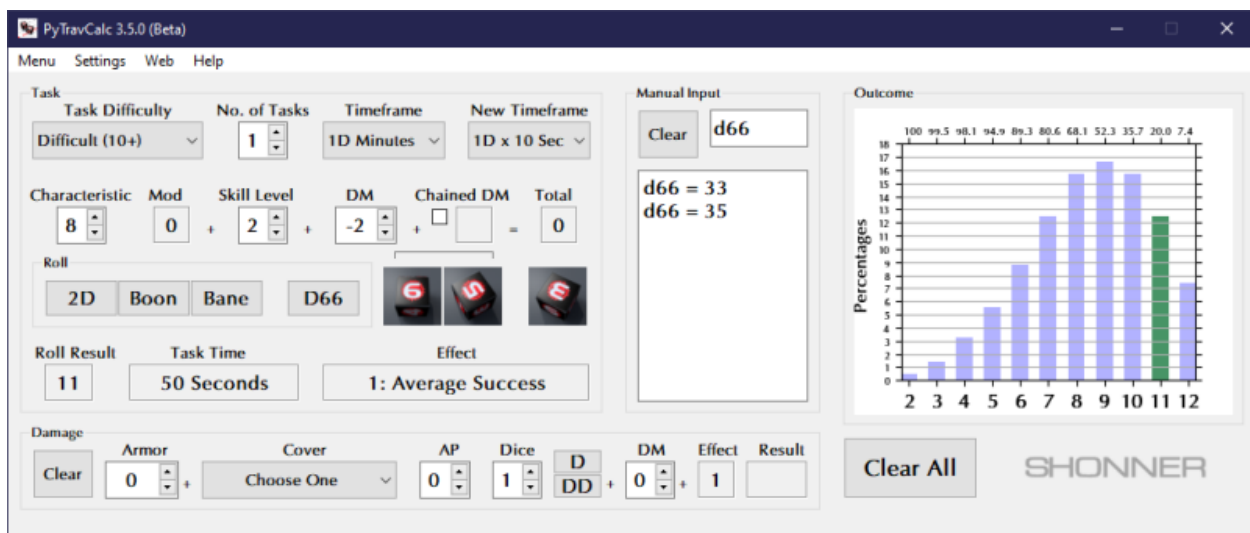 PyTravCalc 3.5.0 (Beta)
Menu Settings Web Help
Task
Task Difficulty No. of Tasks Timeframe New Timeframe
Difficult (10+) 1 1D Minutes 1D x 10 Sec
Characteristic Mod Skill Level DM Chained DM Total
8 0 + 2 + -2 + = 0
Roll
2D Boon Bane D66
6 5 3
Roll Result Task Time Effect
11 50 Seconds 1: Average Success
Manual Input
Clear d66
d66 = 33
d66 = 35
Outcome
100 99.5 98.1 94.9 89.3 80.6 68.1 52.3 35.7 20.0 7.4
18
17
16
15
14
13
12
11
10
9
8
7
6
5
4
3
2
1
0
Percentages
2 3 4 5 6 7 8 9 10 11 12
Damage
Armor Cover AP Dice DM Effect Result
Clear 0 + Choose One 0 1 D DD + 0 + 1
Clear All
SHONNER